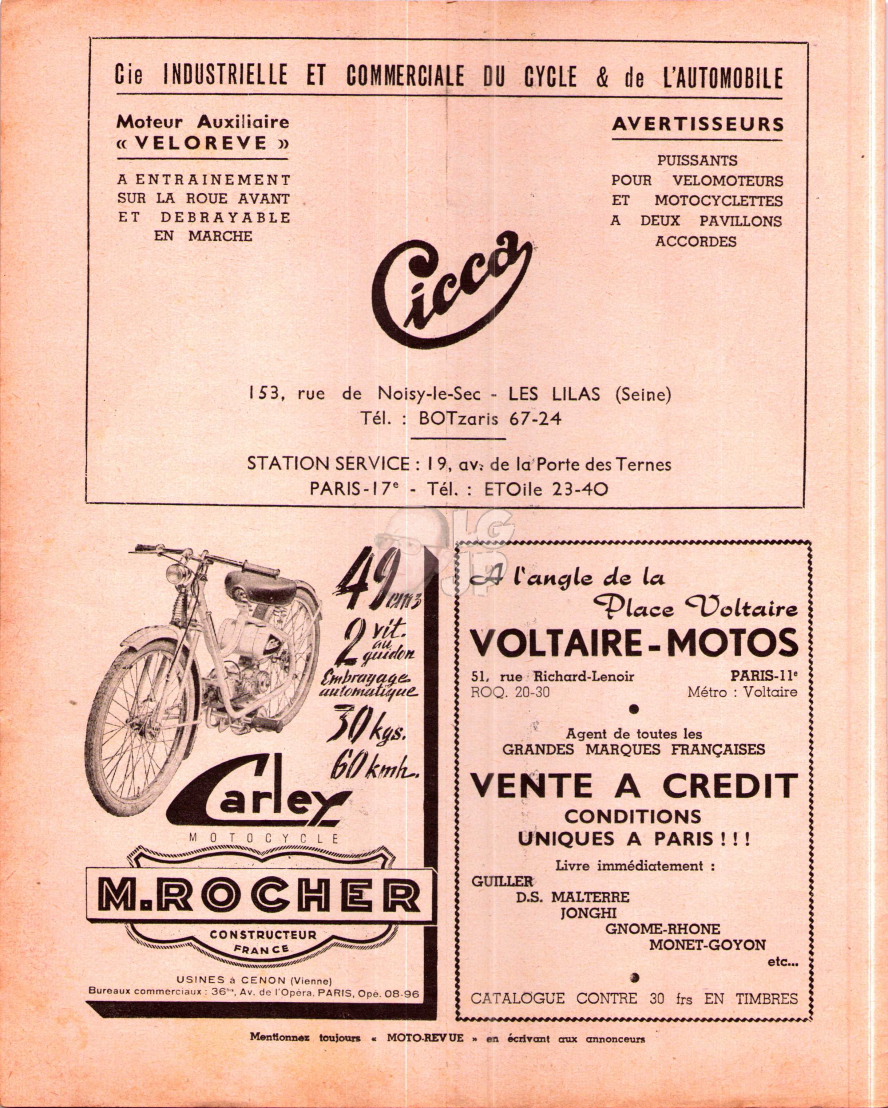 Cie INDUSTRIELLE ET COMMERCIALE DU CYCLE & de L'AUTOMOBILE
Moteur Auxiliaire
« VELOREVE »
A ENTRAINEMENT
SUR LA ROUE AVANT
ET DEBRAYABLE
EN MARCHE
AVERTISSEURS
PUISSANTS
POUR VELOMOTEURS
ET MOTOCYCLETTES
A DEUX PAVILLONS
ACCORDES
Cicca
153, rue de Noisy-le-Sec - LES LILAS (Seine)
Tél. : BOTzaris 67-24
STATION SERVICE : 19, av. de la Porte des Ternes
PARIS-17e - Tél. : ETOile 23-40
LG
JP
49 cm3
2 vit.
au
guidon
Embrayage
automatique
30 kgs.
60 kmh.
Carley
MOTOCYCLE
M.ROCHER
CONSTRUCTEUR
FRANCE
USINES à CENON (Vienne)
Bureaux commerciaux : 36bis, Av. de l'Opéra, PARIS, Opé. 08-96
A l'angle de la
Place Voltaire
VOLTAIRE-MOTOS
51, rue Richard-Lenoir PARIS-11e
ROQ. 20-30 Métro : Voltaire
Agent de toutes les
GRANDES MARQUES FRANÇAISES
VENTE A CREDIT
CONDITIONS
UNIQUES A PARIS ! ! !
Livre immédiatement :
GUILLER
D.S. MALTERRE
JONGHI
GNOME-RHONE
MONET-GOYON
etc...
CATALOGUE CONTRE 30 frs EN TIMBRES
Mentionnez toujours « MOTO-REVUE » en écrivant aux annonceurs